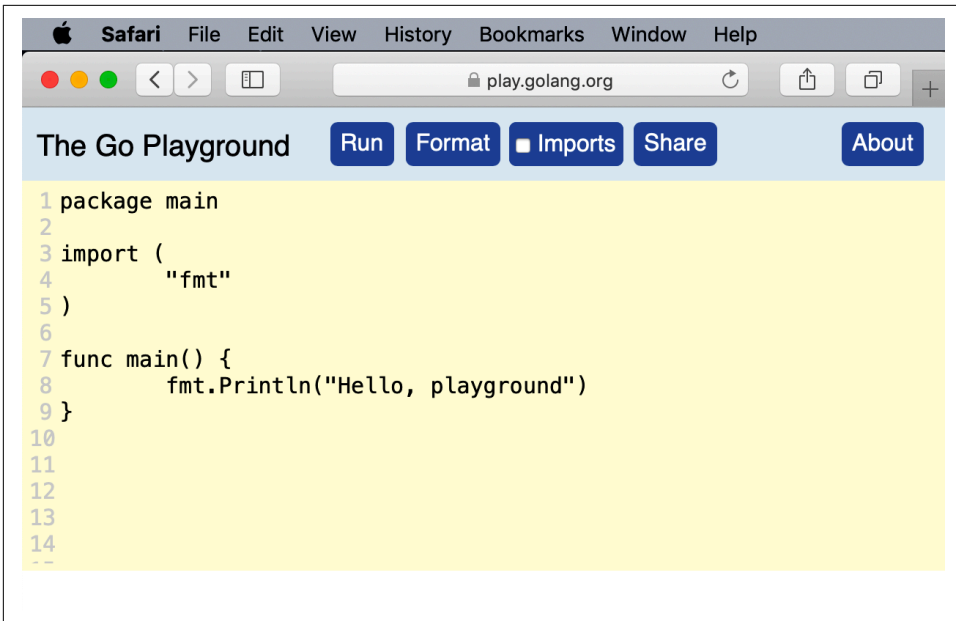 Safari File Edit View History Bookmarks Window Help
play.golang.org
The Go Playground Run Format Imports Share About
1 package main
2
3 import (
4 "fmt"
5 )
6
7 func main() {
8 fmt.Println("Hello, playground")
9 }
10
11
12
13
14